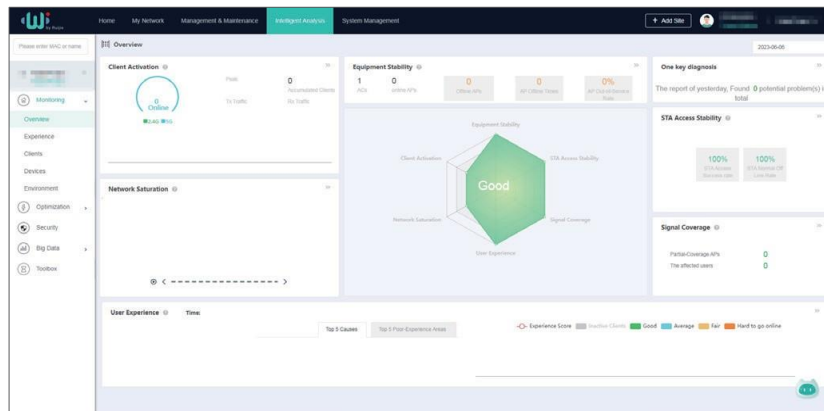 by Ruijie
Home
My Network
Management & Maintenance
Intelligent Analysis
System Management
+ Add Site
Please enter MAC or name
Overview
2023-06-06
Monitoring
Overview
Experience
Clients
Devices
Environment
Optimization
Security
Big Data
Toolbox
Client Activation
0
Online
2.4G 5G
Peak
0
Accumulated Clients
Tx Traffic
Rx Traffic
Network Saturation
Equipment Stability
1
0
0
0
0%
ACs
online APs
Offline APs
AP Offline Times
AP Out-of-Service
Rate
Equipment Stability
Client Activation
STA Access Stability
Good
Network Saturation
Signal Coverage
User Experience
One key diagnosis
The report of yesterday, Found 0 potential problem(s) in
total
STA Access Stability
100%
100%
STA Access
Success rate
STA Normal Off
Line Rate
Signal Coverage
Partial-Coverage APs
0
The affected users
0
User Experience
Time:
Top 5 Causes
Top 5 Poor Experience Areas
Experience Score
Inactive Clients
Good
Average
Fair
Hard to go online